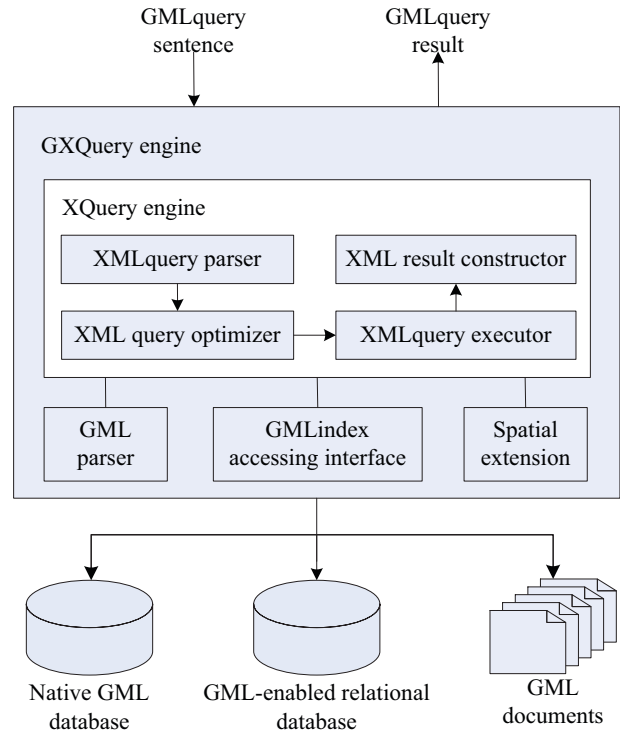 GMLquery
sentence
GMLquery
result
GXQuery engine
XQuery engine
XMLquery parser
XML result constructor
XML query optimizer
XMLquery executor
GML
parser
GMLindex
accessing interface
Spatial
extension
Native GML
database
GML-enabled relational
database
GML
documents